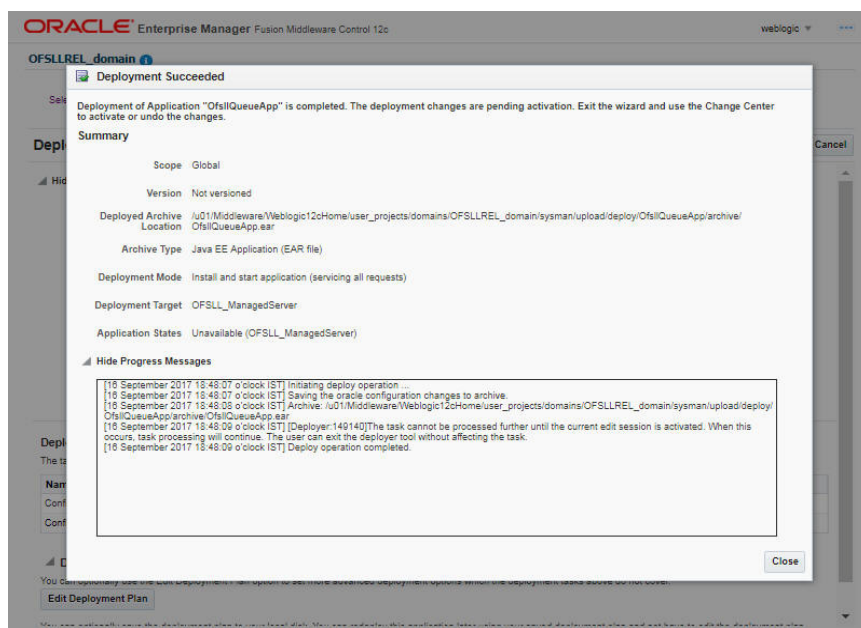 ORACLE Enterprise Manager Fusion Middleware Control 12c
weblogic
OFSLLREL_domain
Deployment Succeeded
Deployment of Application "OfsllQueueApp" is completed. The deployment changes are pending activation. Exit the wizard and use the Change Center
to activate or undo the changes.
Cancel
Summary
Scope Global
Version Not versioned
Deployed Archive Location /u01/Middleware/Weblogic12cHome/user_projects/domains/OFSLLREL_domain/sysman/upload/deploy/OfsllQueueApp/archive/
OfsllQueueApp.ear
Archive Type Java EE Application (EAR file)
Deployment Mode Install and start application (servicing all requests)
Deployment Target OFSLL_ManagedServer
Application States Unavailable (OFSLL_ManagedServer)
Hide Progress Messages
[16 September 2017 18:48:07 o'clock IST] Initiating deploy operation ...
[16 September 2017 18:48:07 o'clock IST] Saving the oracle configuration changes to archive.
[16 September 2017 18:48:08 o'clock IST] Archive: /u01/Middleware/Weblogic12cHome/user_projects/domains/OFSLLREL_domain/sysman/upload/deploy/
OfsllQueueApp/archive/OfsllQueueApp.ear
[16 September 2017 18:48:09 o'clock IST] [Deployer:149140]The task cannot be processed further until the current edit session is activated. When this
occurs, task processing will continue. The user can exit the deployer tool without affecting the task.
[16 September 2017 18:48:09 o'clock IST] Deploy operation completed.
Close
Edit Deployment Plan